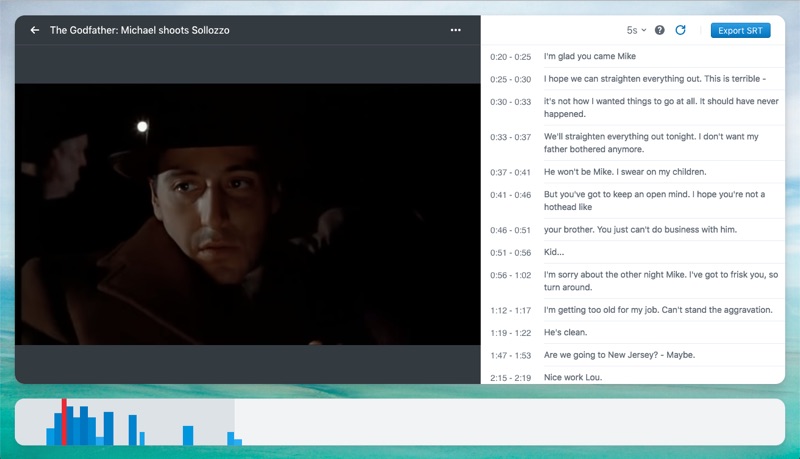 The Godfather: Michael shoots Sollozzo
5s
?
Export SRT
0:20 - 0:25 I'm glad you came Mike
0:25 - 0:30 I hope we can straighten everything out. This is terrible -
0:30 - 0:33 it's not how I wanted things to go at all. It should have never
happened.
0:33 - 0:37 We'll straighten everything out tonight. I don't want my
father bothered anymore.
0:37 - 0:41 He won't be Mike. I swear on my children.
0:41 - 0:46 But you've got to keep an open mind. I hope you're not a
hothead like
0:46 - 0:51 your brother. You just can't do business with him.
0:51 - 0:56 Kid...
0:56 - 1:02 I'm sorry about the other night Mike. I've got to frisk you, so
turn around.
1:12 - 1:17 I'm getting too old for my job. Can't stand the aggravation.
1:19 - 1:22 He's clean.
1:47 - 1:53 Are we going to New Jersey? - Maybe.
2:15 - 2:19 Nice work Lou.